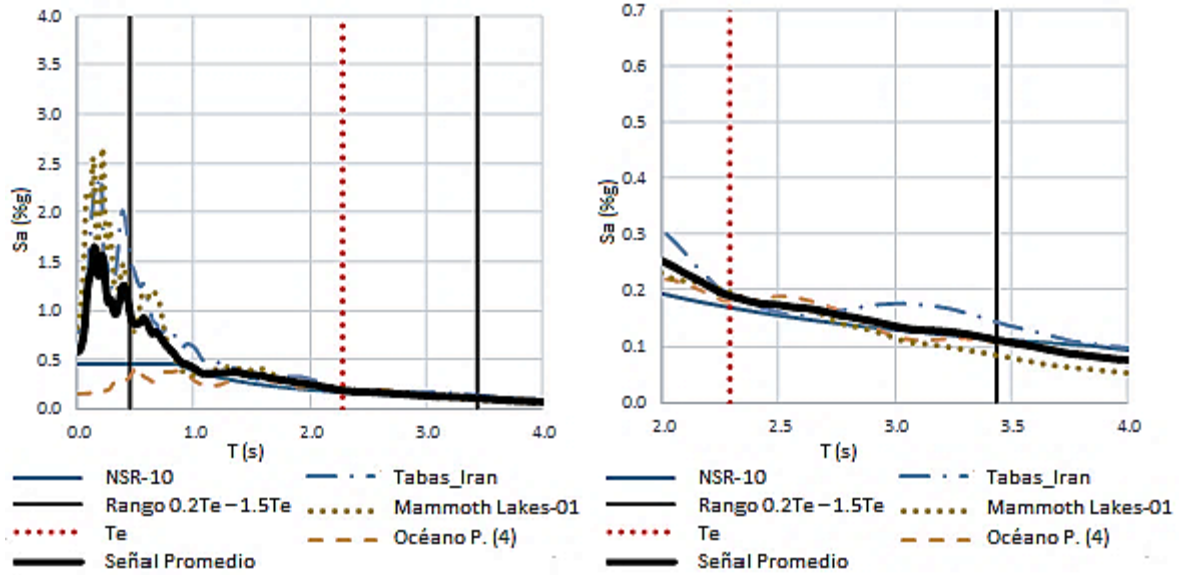 4.0
3.5
3.0
2.5
2.0
1.5
1.0
0.5
0.0
Sa (%g)
0.0 1.0 2.0 3.0 4.0
T (s)
NSR-10
Rango 0.2Te – 1.5Te
Te
Señal Promedio
Tabas_Iran
Mammoth Lakes-01
Océano P. (4)
0.7
0.6
0.5
0.4
0.3
0.2
0.1
0.0
Sa (%g)
2.0 2.5 3.0 3.5 4.0
T (s)
NSR-10
Rango 0.2Te – 1.5Te
Te
Señal Promedio
Tabas_Iran
Mammoth Lakes-01
Océano P. (4)